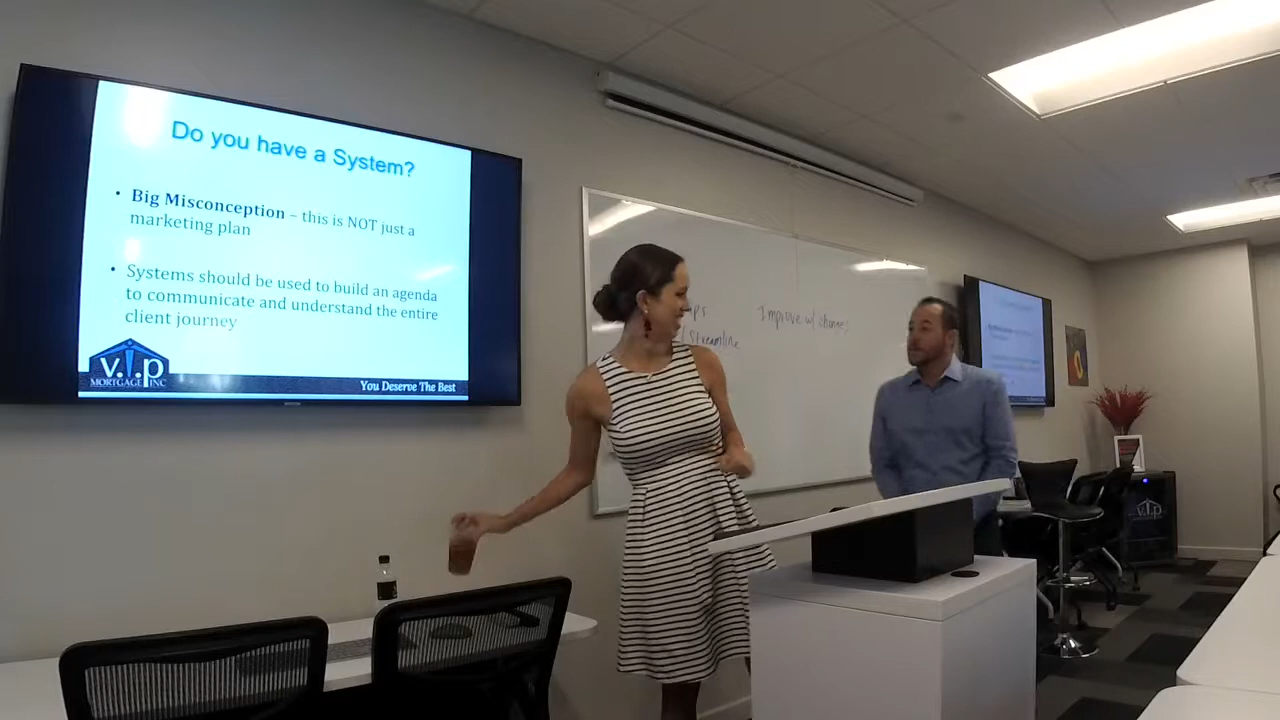 Do you have a System?
• Big Misconception – this is NOT just a
marketing plan
• Systems should be used to build an agenda
to communicate and understand the entire
client journey
v.i.p
MORTGAGE INC
You Deserve The Best
Streamline
Improve w/
v.i.p